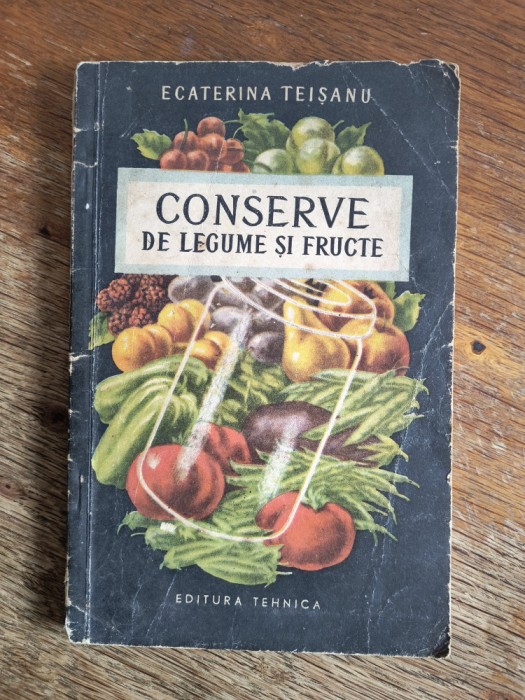 ECATERINA TEIȘANU
CONSERVE
DE LEGUME ȘI FRUCTE
EDITURA TEHNICA